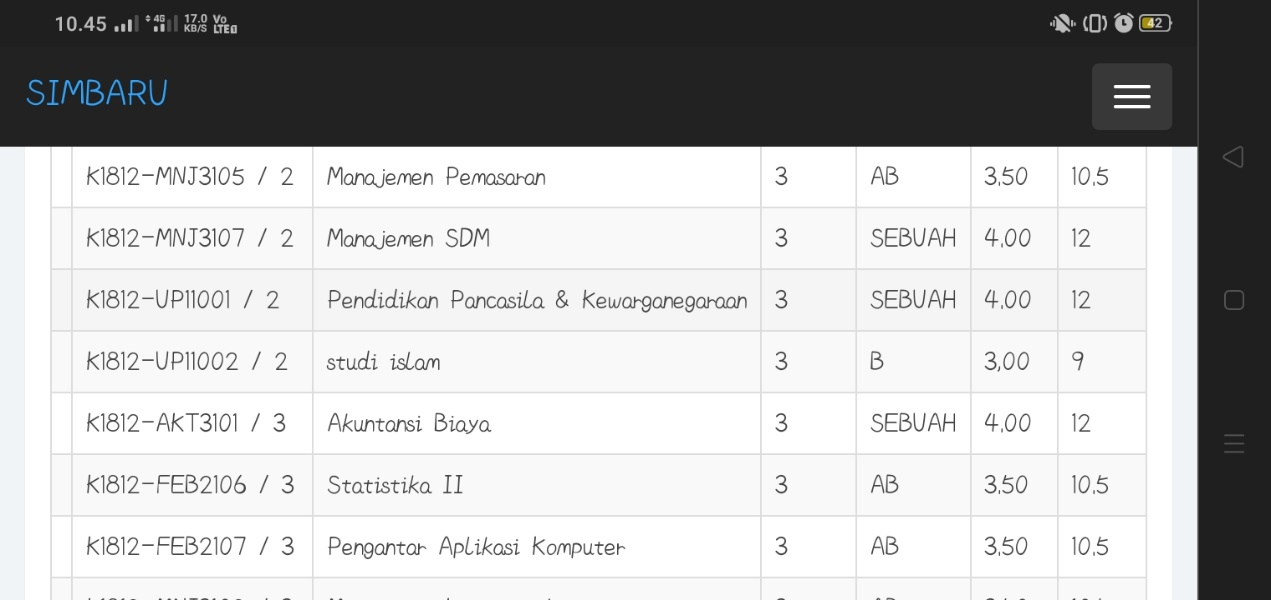 10.45 4G 17.0 KB/S Vo LTE 42
SIMBARU
K1812-MNJ3105 / 2 Manajemen Pemasaran 3 AB 3,50 10,5
K1812-MNJ3107 / 2 Manajemen SDM 3 SEBUAH 4,00 12
K1812-UP11001 / 2 Pendidikan Pancasila & Kewarganegaraan 3 SEBUAH 4,00 12
K1812-UP11002 / 2 studi islam 3 B 3,00 9
K1812-AKT3101 / 3 Akuntansi Biaya 3 SEBUAH 4,00 12
K1812-FEB2106 / 3 Statistika II 3 AB 3,50 10,5
K1812-FEB2107 / 3 Pengantar Aplikasi Komputer 3 AB 3,50 10,5